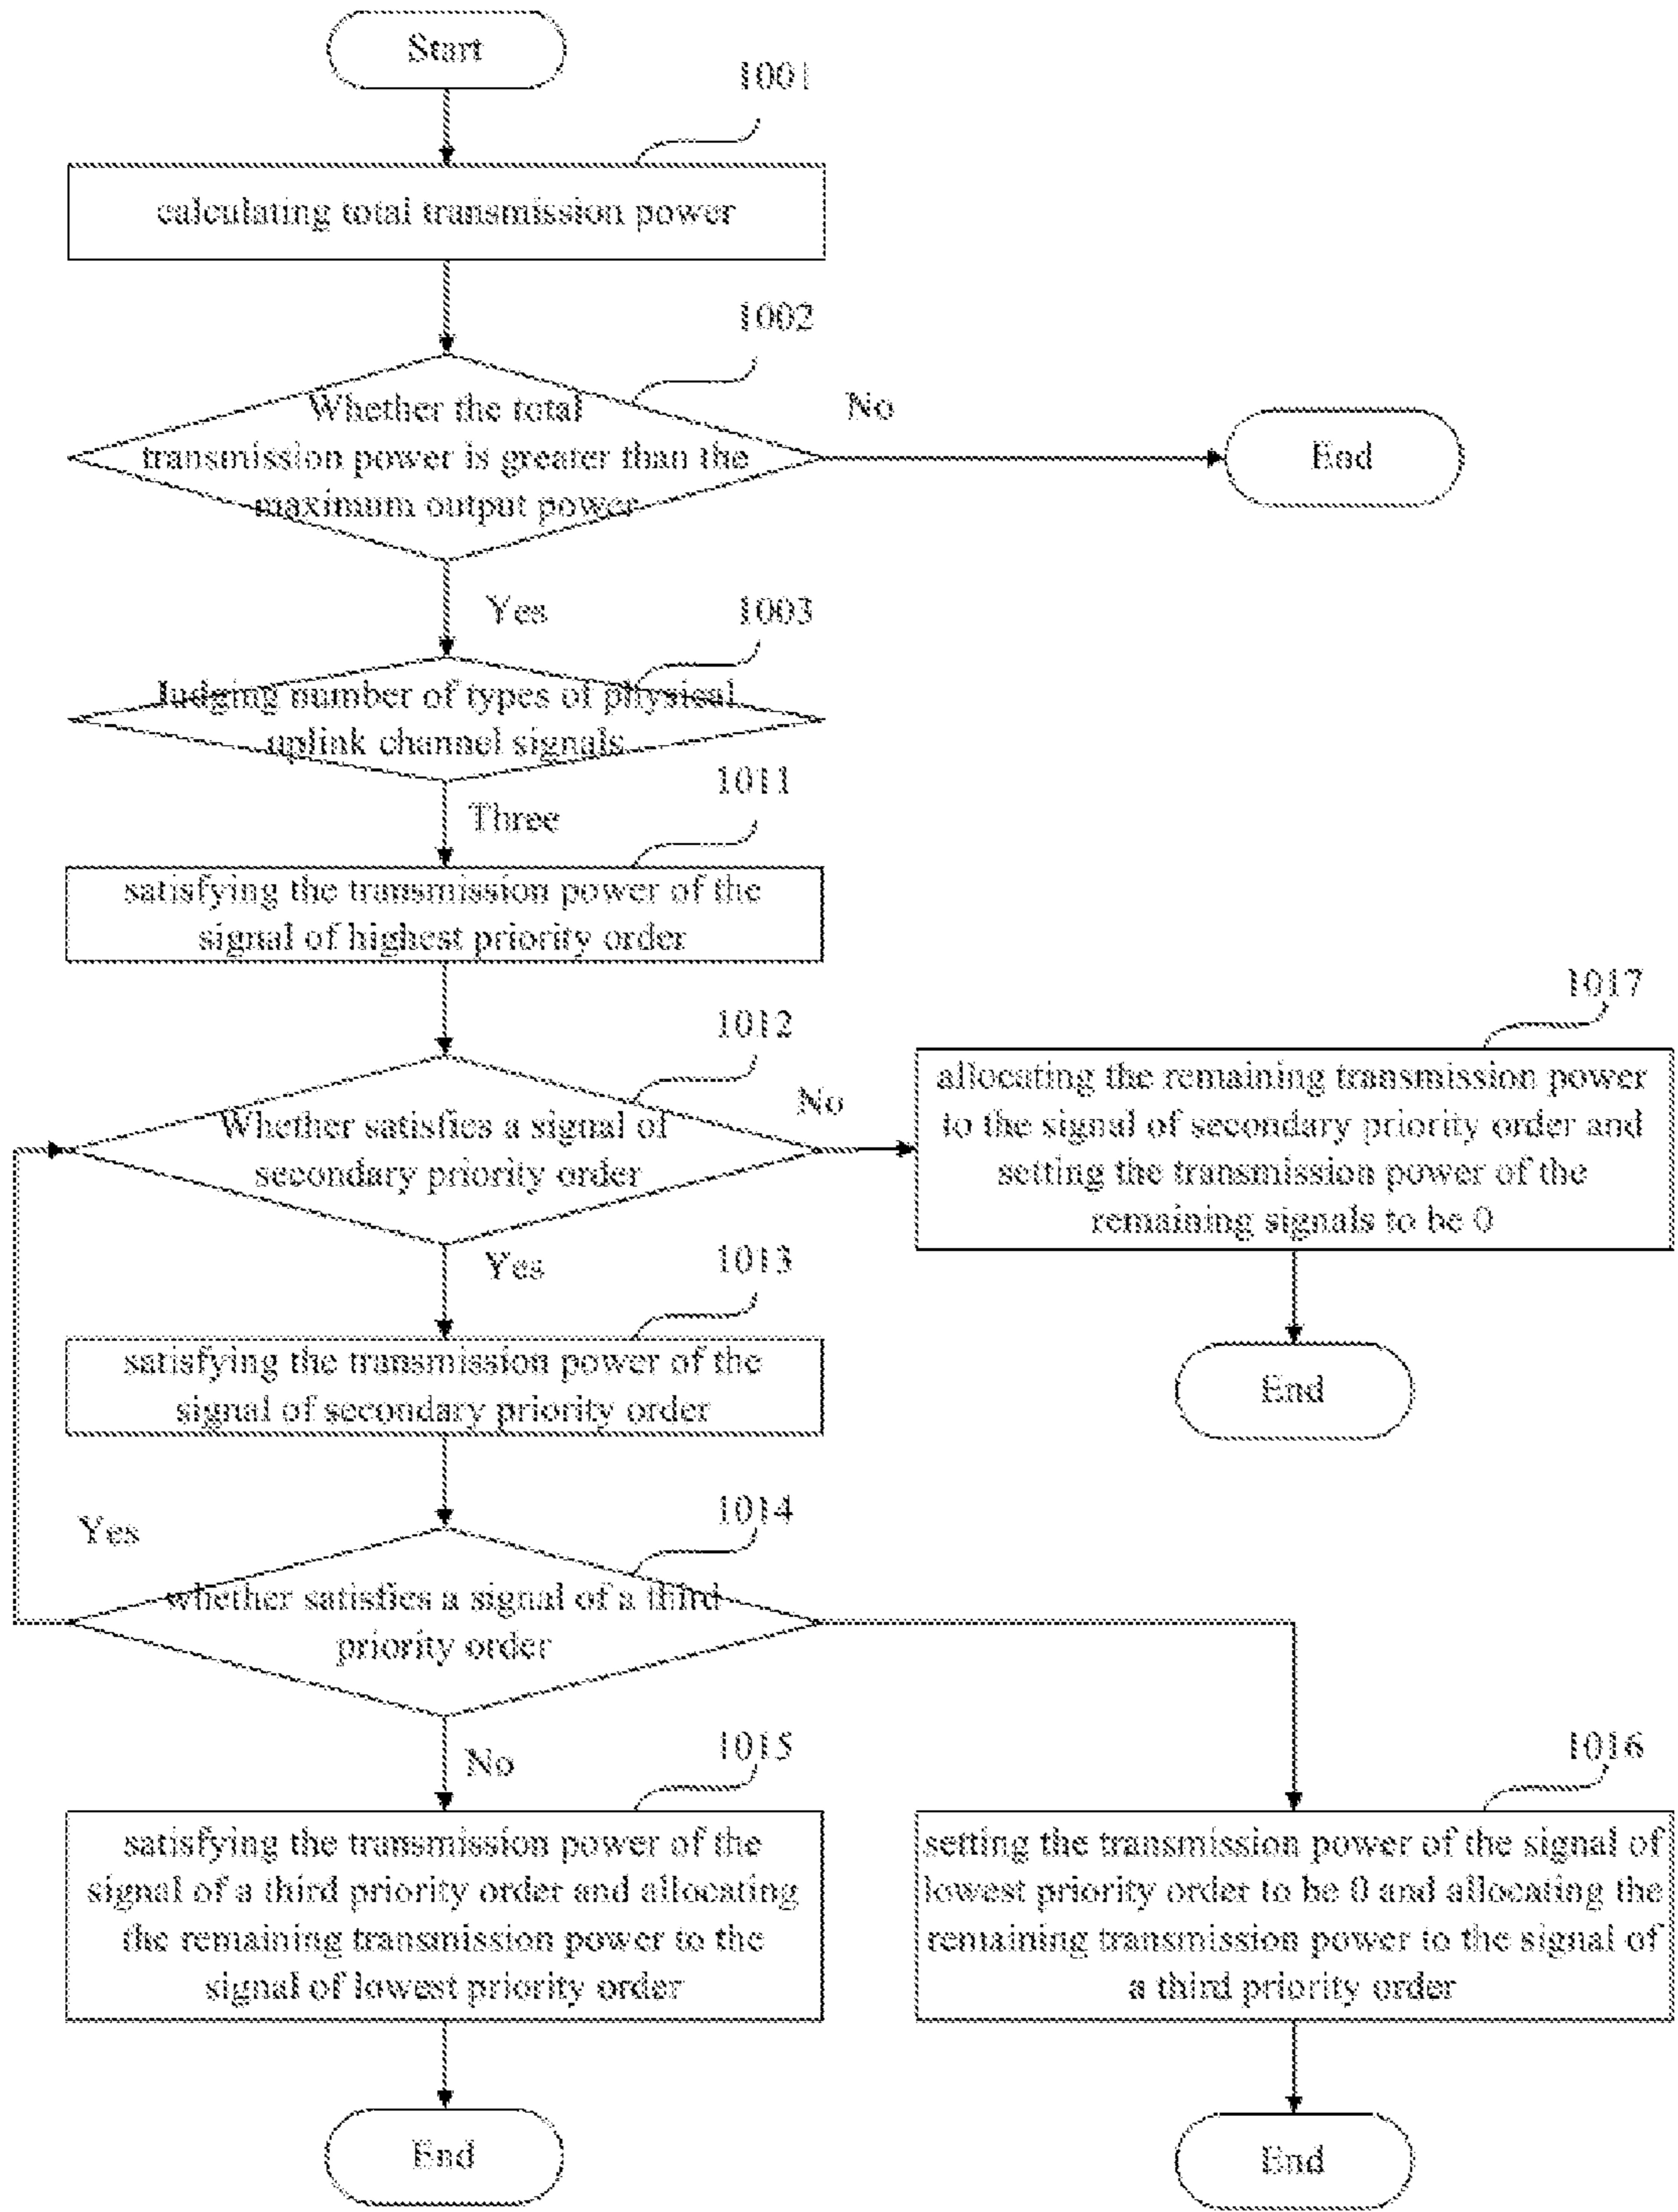 Start
1001
calculating total transmission power
1002
Whether the total
transmission power is greater than the
maximum output power
No
End
Yes
1003
Judging number of types of physical
uplink channel signals
Three
1011
satisfying the transmission power of the
signal of highest priority order
1012
Whether satisfies a signal of
secondary priority order
No
1017
allocating the remaining transmission power
to the signal of secondary priority order and
setting the transmission power of the
remaining signals to be 0
End
Yes
1013
satisfying the transmission power of the
signal of secondary priority order
1014
Yes
whether satisfies a signal of a third
priority order
No
1015
satisfying the transmission power of the
signal of a third priority order and allocating
the remaining transmission power to the
signal of lowest priority order
End
1016
setting the transmission power of the signal of
lowest priority order to be 0 and allocating the
remaining transmission power to the signal of
a third priority order
End